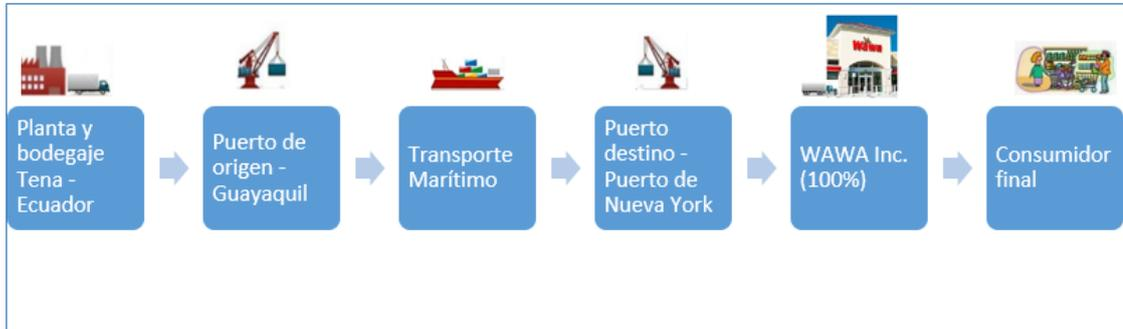 Wawa
Planta y
bodegaje
Tena -
Ecuador
Puerto de
origen -
Guayaquil
Transporte
Marítimo
Puerto
destino -
Puerto de
Nueva York
WAWA Inc.
(100%)
Consumidor
final